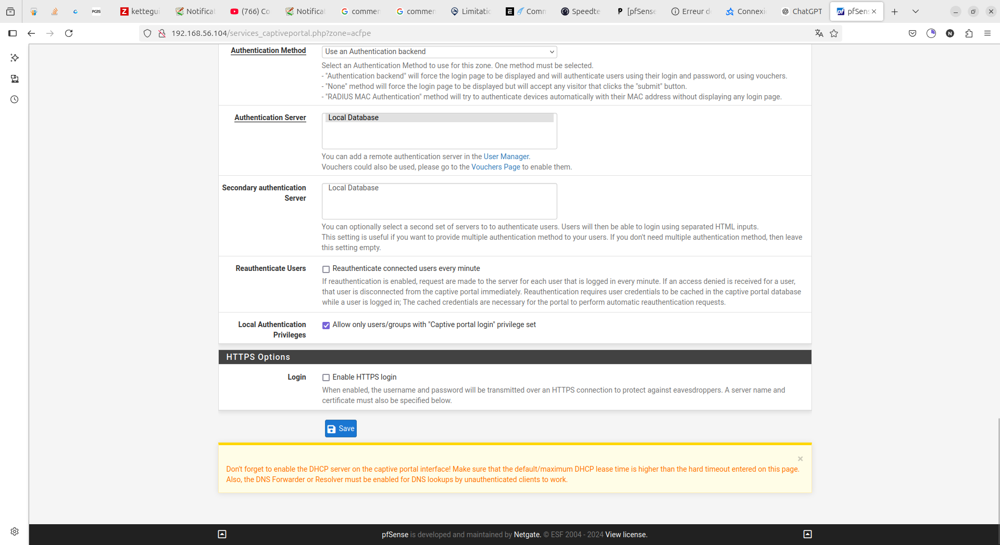 PC2S
kettegui
Notificat
(766) Co
Notificat
commen
commen
Limitatio
Comm
Speedte
[pfSense
Erreur d
Connexi
ChatGPT
pfSens
192.168.56.104/services_captiveportal.php?zone=acfpe
Authentication Method
Use an Authentication backend
Select an Authentication Method to use for this zone. One method must be selected.
- "Authentication backend" will force the login page to be displayed and will authenticate users using their login and password, or using vouchers.
- "None" method will force the login page to be displayed but will accept any visitor that clicks the "submit" button.
- "RADIUS MAC Authentication" method will try to authenticate devices automatically with their MAC address without displaying any login page.
Authentication Server
Local Database
You can add a remote authentication server in the User Manager.
Vouchers could also be used, please go to the Vouchers Page to enable them.
Secondary authentication
Server
Local Database
You can optionally select a second set of servers to to authenticate users. Users will then be able to login using separated HTML inputs.
This setting is useful if you want to provide multiple authentication method to your users. If you don't need multiple authentication method, then leave
this setting empty.
Reauthenticate Users
Reauthenticate connected users every minute
If reauthentication is enabled, request are made to the server for each user that is logged in every minute. If an access denied is received for a user,
that user is disconnected from the captive portal immediately. Reauthentication requires user credentials to be cached in the captive portal database
while a user is logged in; The cached credentials are necessary for the portal to perform automatic reauthentication requests.
Local Authentication
Privileges
Allow only users/groups with "Captive portal login" privilege set
HTTPS Options
Login
Enable HTTPS login
When enabled, the username and password will be transmitted over an HTTPS connection to protect against eavesdroppers. A server name and
certificate must also be specified below.
Save
Don't forget to enable the DHCP server on the captive portal interface! Make sure that the default/maximum DHCP lease time is higher than the hard timeout entered on this page.
Also, the DNS Forwarder or Resolver must be enabled for DNS lookups by unauthenticated clients to work.
pfSense is developed and maintained by Netgate. © ESF 2004 - 2024 View license.